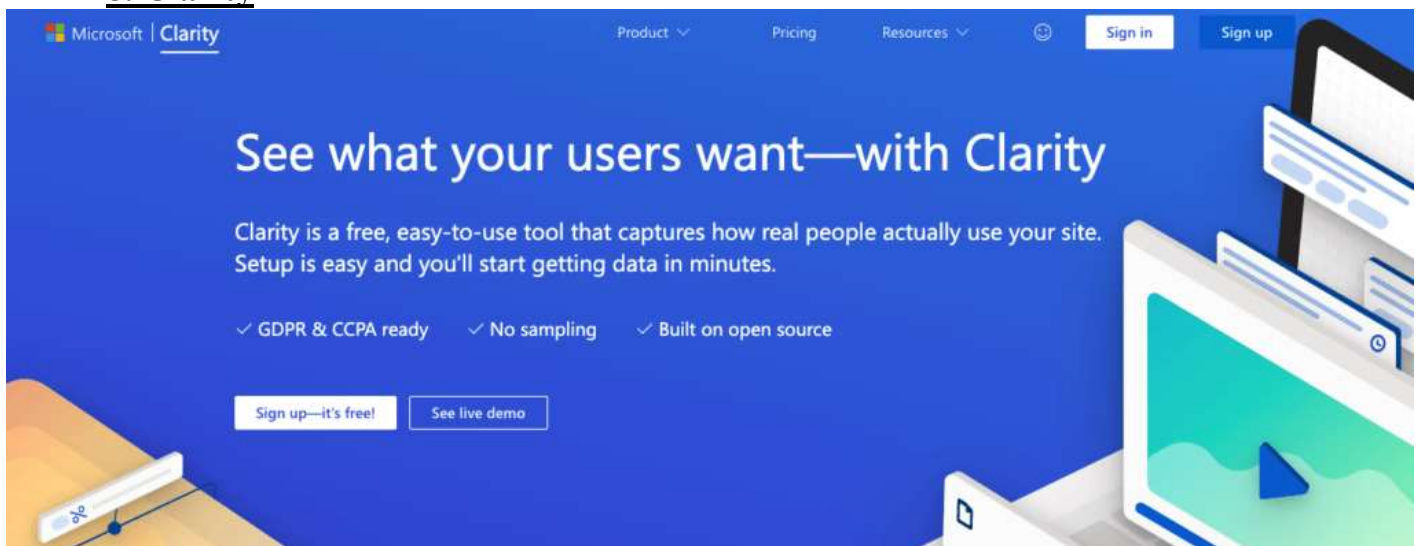 Microsoft | Clarity
Product
Pricing
Resources
Sign in
Sign up
See what your users want—with Clarity
Clarity is a free, easy-to-use tool that captures how real people actually use your site.
Setup is easy and you'll start getting data in minutes.
✓ GDPR & CCPA ready ✓ No sampling ✓ Built on open source
Sign up—it's free!
See live demo
%